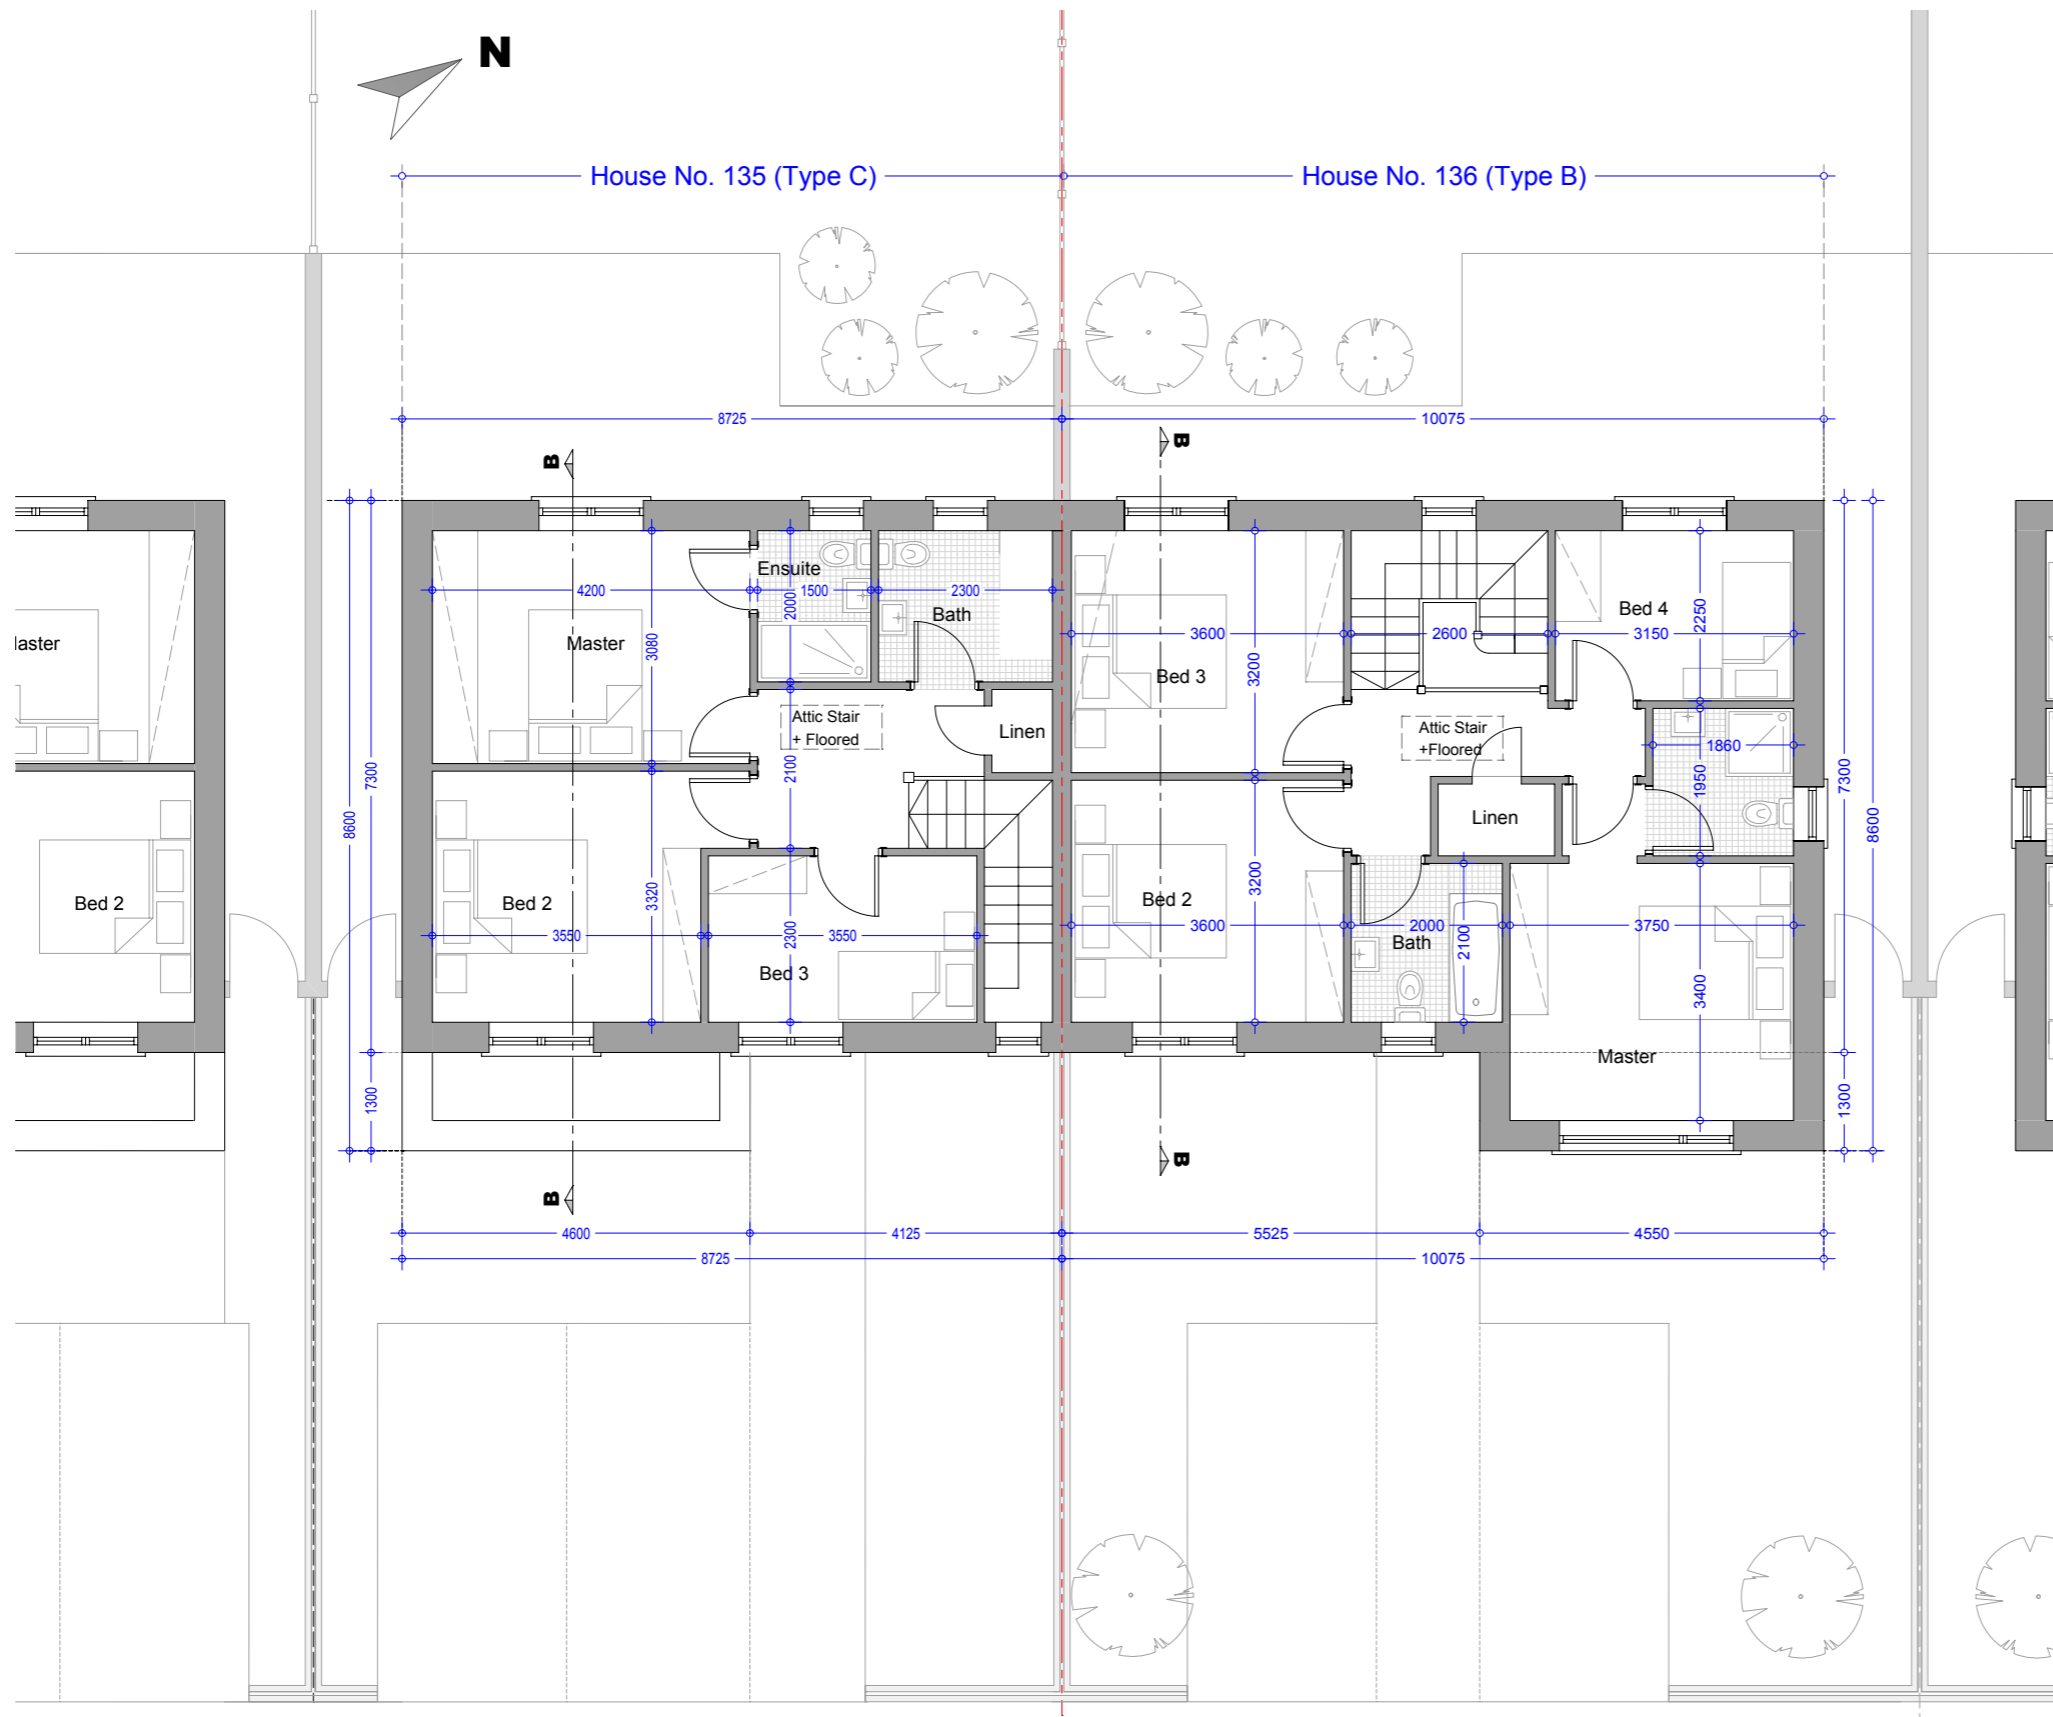 N
House No. 135 (Type C)
House No. 136 (Type B)
8725
10075
B
B
Ensuite
4200
1500
2000
2300
Bath
Master
3080
Master
3600
3200
Bed 3
2600
Bed 4
3150
2250
Attic Stair
+ Floored
Linen
Attic Stair
+Floored
1860
1950
2100
7300
8600
7300
8600
Linen
Bed 2
Bed 2
3550
3320
2300
3550
Bed 3
3200
Bed 2
3600
2000
Bath
2100
3750
3400
Master
1300
1300
B
B
4600
4125
5525
4550
8725
10075